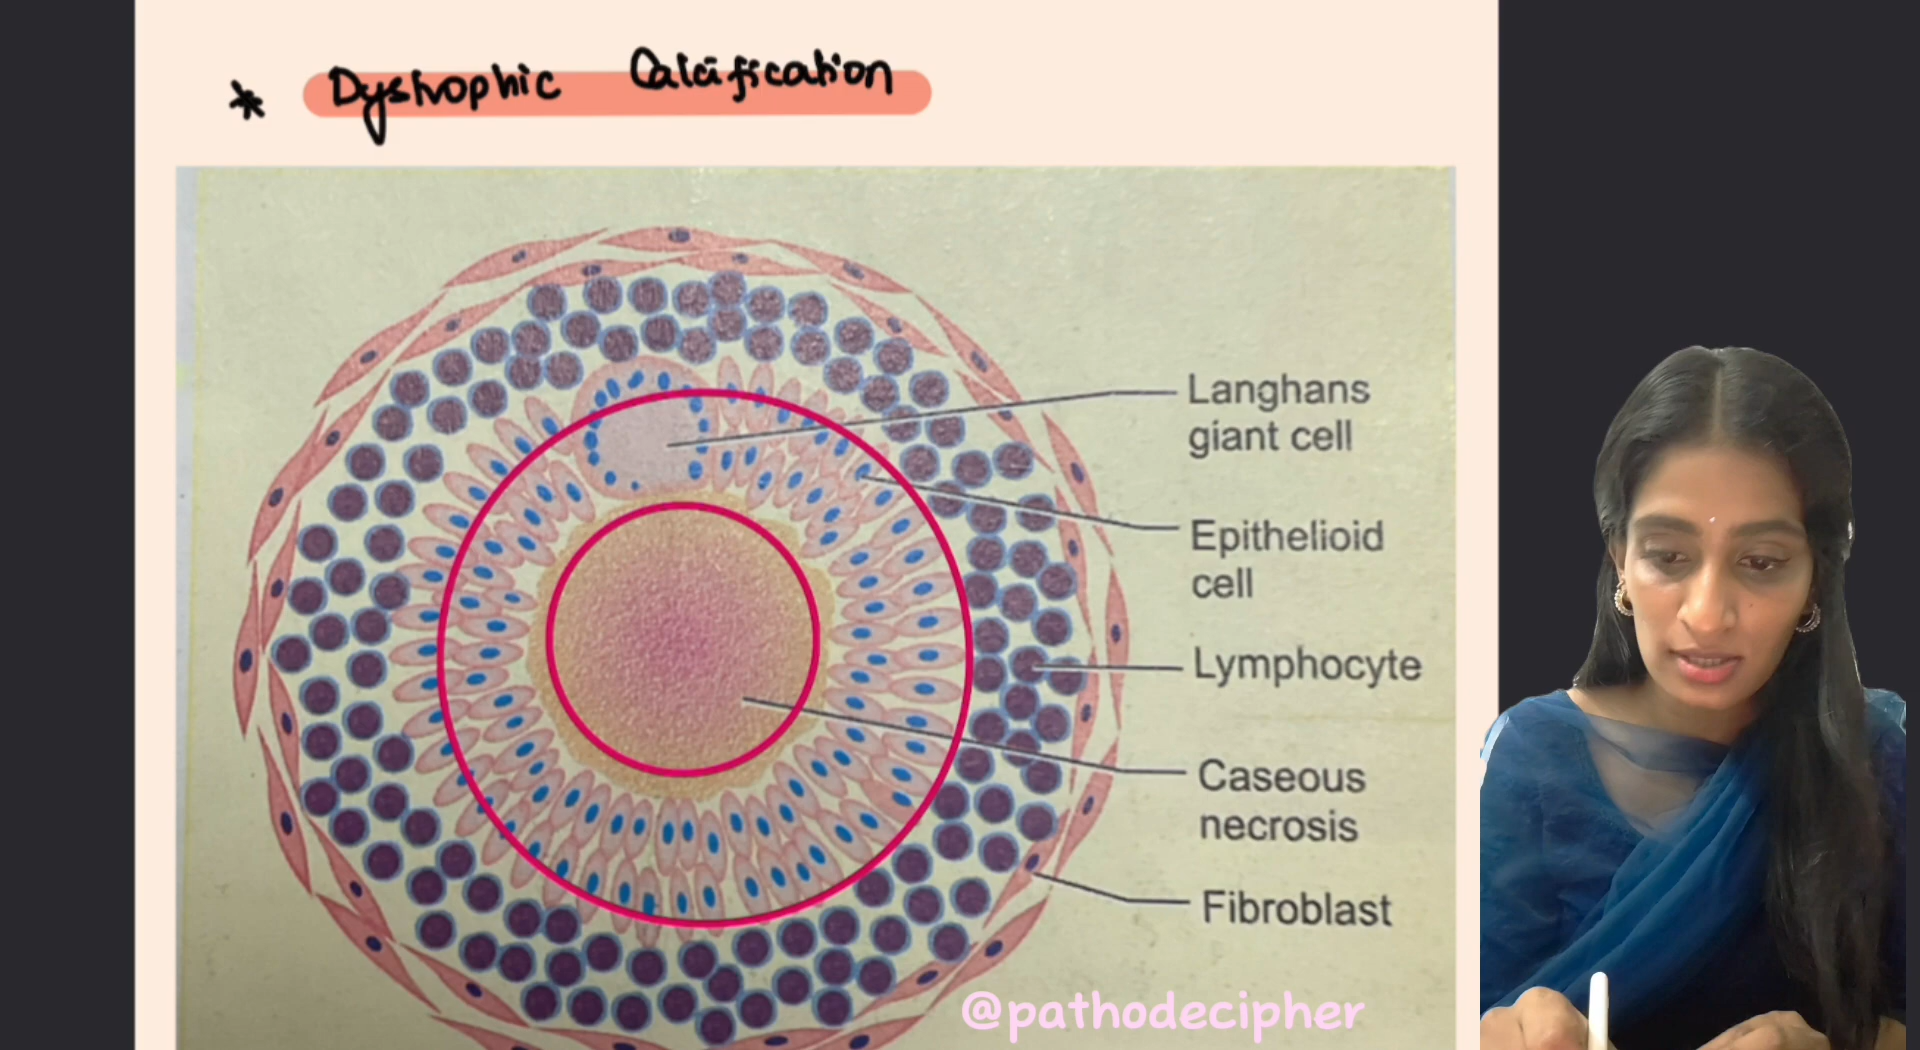 * Dystrophic Calcification
Langhans
giant cell
Epithelioid
cell
Lymphocyte
Caseous
necrosis
Fibroblast
@pathodecipher